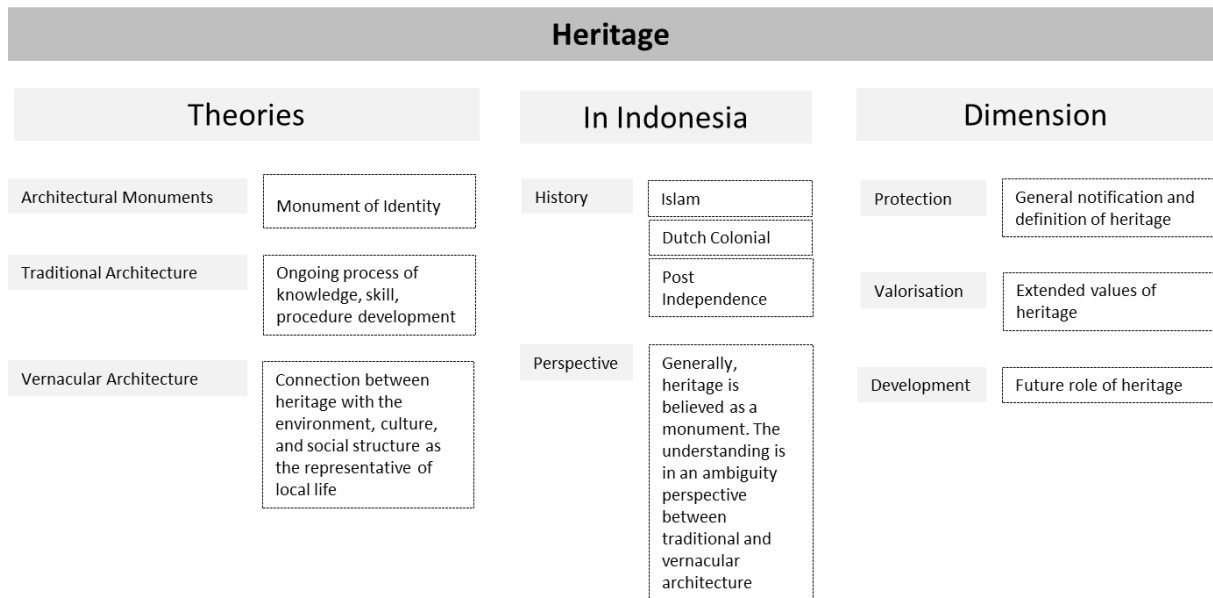 Heritage
Theories
Architectural Monuments
Monument of Identity
Traditional Architecture
Ongoing process of
knowledge, skill,
procedure development
Vernacular Architecture
Connection between
heritage with the
environment, culture,
and social structure as
the representative of
local life
In Indonesia
History
Islam
Dutch Colonial
Post
Independence
Perspective
Generally,
heritage is
believed as a
monument. The
understanding is
in an ambiguity
perspective
between
traditional and
vernacular
architecture
Dimension
Protection
General notification and
definition of heritage
Valorisation
Extended values of
heritage
Development
Future role of heritage